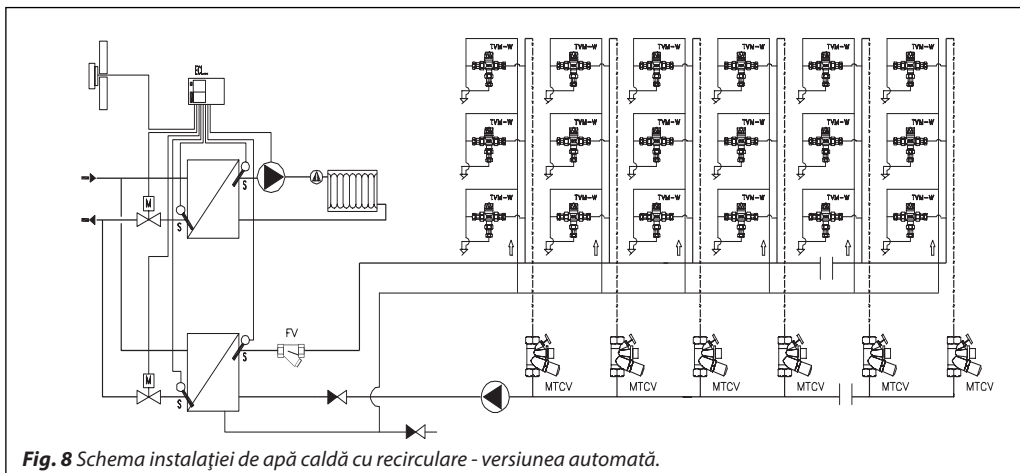 TVM-W TVM-W TVM-W TVM-W TVM-W TVM-W
ECL...
TVM-W TVM-W TVM-W TVM-W TVM-W TVM-W
S
M
S
TVM-W TVM-W TVM-W TVM-W TVM-W TVM-W
FV
S
M
S
MTCV MTCV MTCV MTCV MTCV MTCV
Fig. 8 Schema instalaţiei de apă caldă cu recirculare - versiunea automată.